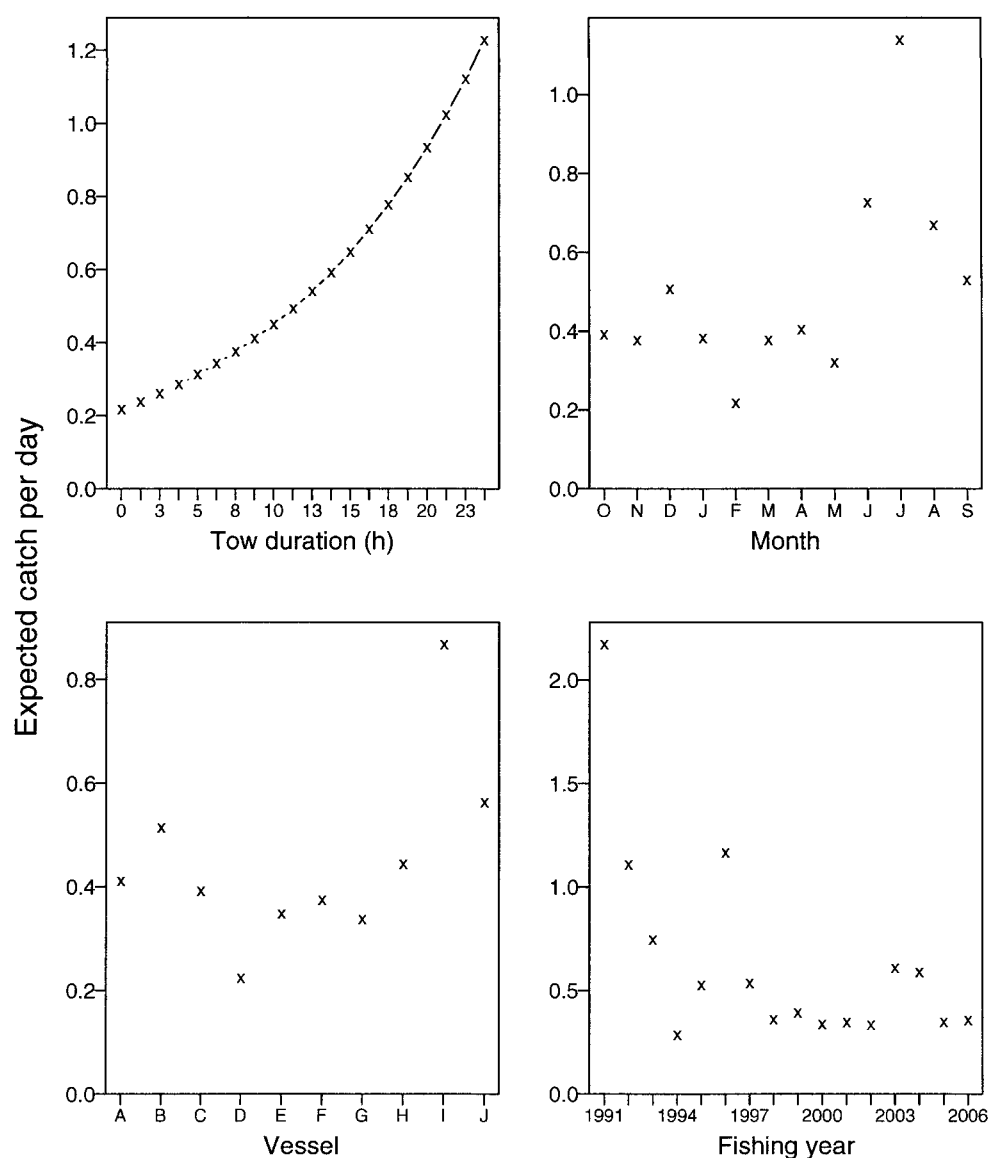 Expected catch per day
1.2
1.0
0.8
0.6
0.4
0.2
0.0
0 3 5 8 10 13 15 18 20 23
Tow duration (h)
1.0
0.8
0.6
0.4
0.2
0.0
O N D J F M A M J J A S
Month
0.8
0.6
0.4
0.2
0.0
A B C D E F G H I J
Vessel
2.0
1.5
1.0
0.5
0.0
1991 1994 1997 2000 2003 2006
Fishing year